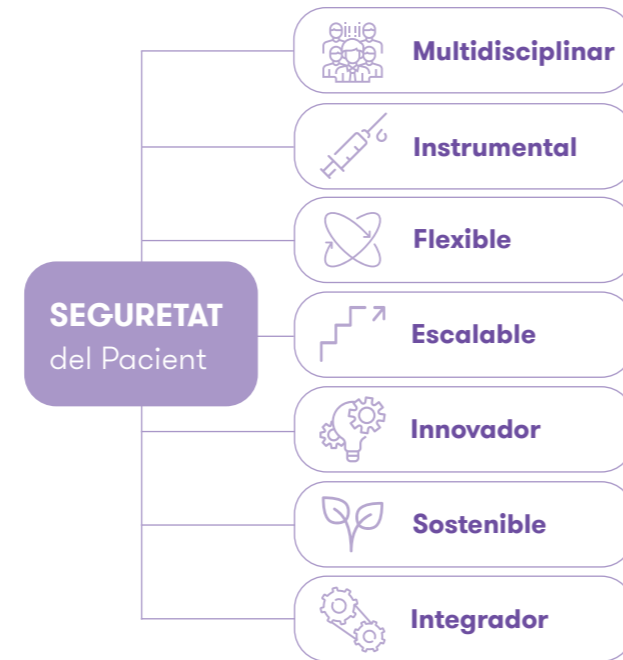 Multidisciplinar
Instrumental
Flexible
SEGURETAT
del Pacient
Escalable
Innovador
Sostenible
Integrador